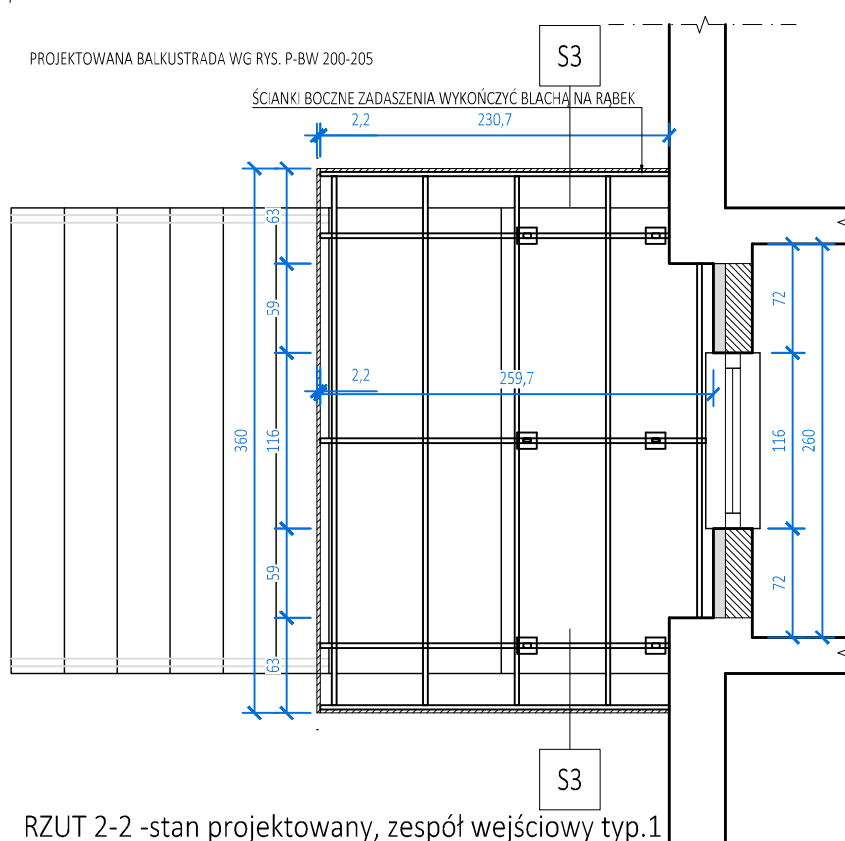 S3
PROJEKTOWANA BALKUSTRADA WG RYS. P-BW 200-205
ŚCIANKI BOCZNE ZADASZENIA WYKOŃCZYĆ BLACHĄ NA RĄBEK
2,2
230,7
63
59
72
2,2
259,7
360
116
116
260
59
72
63
S3
RZUT 2-2 -stan projektowany, zespół wejściowy typ.1